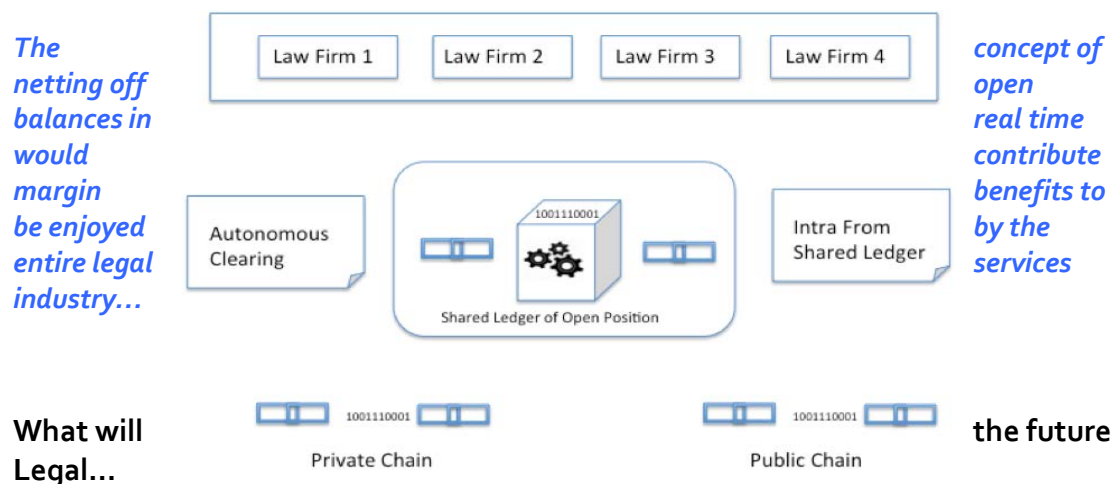 Law Firm 1 Law Firm 2 Law Firm 3 Law Firm 4
The concept of
netting off open
balances in real time
would contribute
margin benefits to
be enjoyed by the
entire legal services
industry…
Autonomous
Clearing
1001110001
Shared Ledger of Open Position
Intra From
Shared Ledger
1001110001
Private Chain
1001110001
Public Chain
What will the future
Legal…